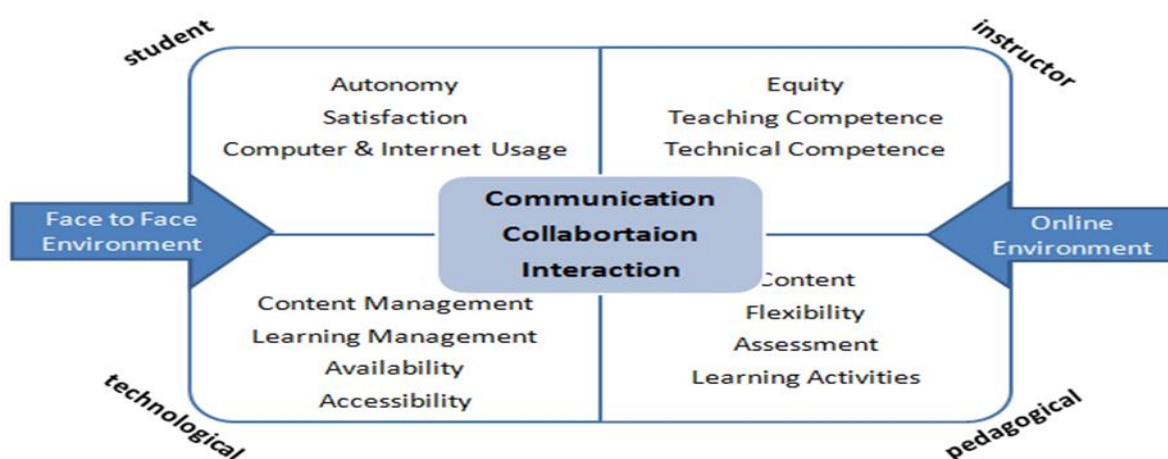 student
instructor
Autonomy
Satisfaction
Computer & Internet Usage
Equity
Teaching Competence
Technical Competence
Face to Face
Environment
Communication
Collabortaion
Interaction
Online
Environment
Content Management
Learning Management
Availability
Accessibility
Content
Flexibility
Assessment
Learning Activities
technological
pedagogical